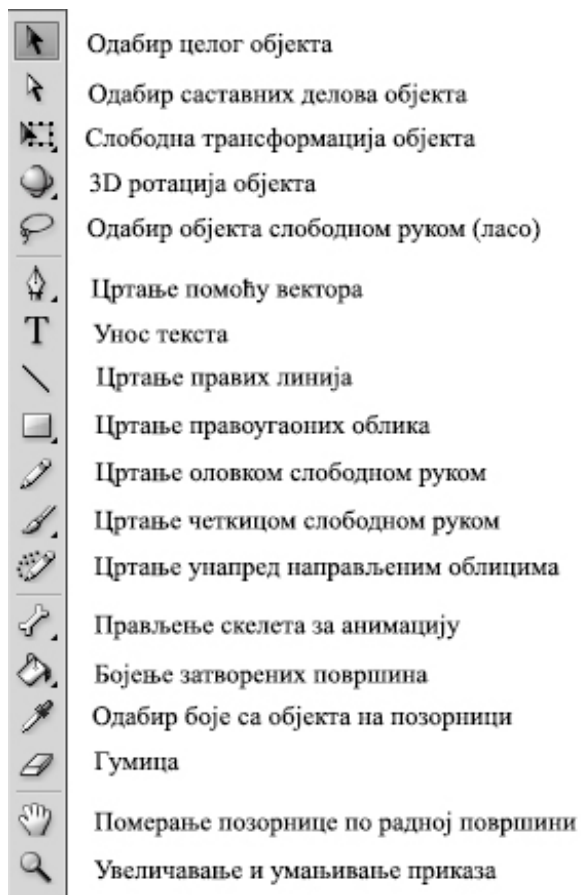 Одабир целог објекта
Одабир саставних делова објекта
Слободна трансформација објекта
3D ротација објекта
Одабир објекта слободном руком (ласо)
Цртање помоћу вектора
T Унос текста
Цртање правих линија
Цртање правоугаоних облика
Цртање оловком слободном руком
Цртање четкицом слободном руком
Цртање унапред направљеним облицима
Прављење скелета за анимацију
Бојење затворених површина
Одабир боје са објекта на позорници
Гумица
Померање позорнице по радној површини
Увеличавање и умањивање приказа